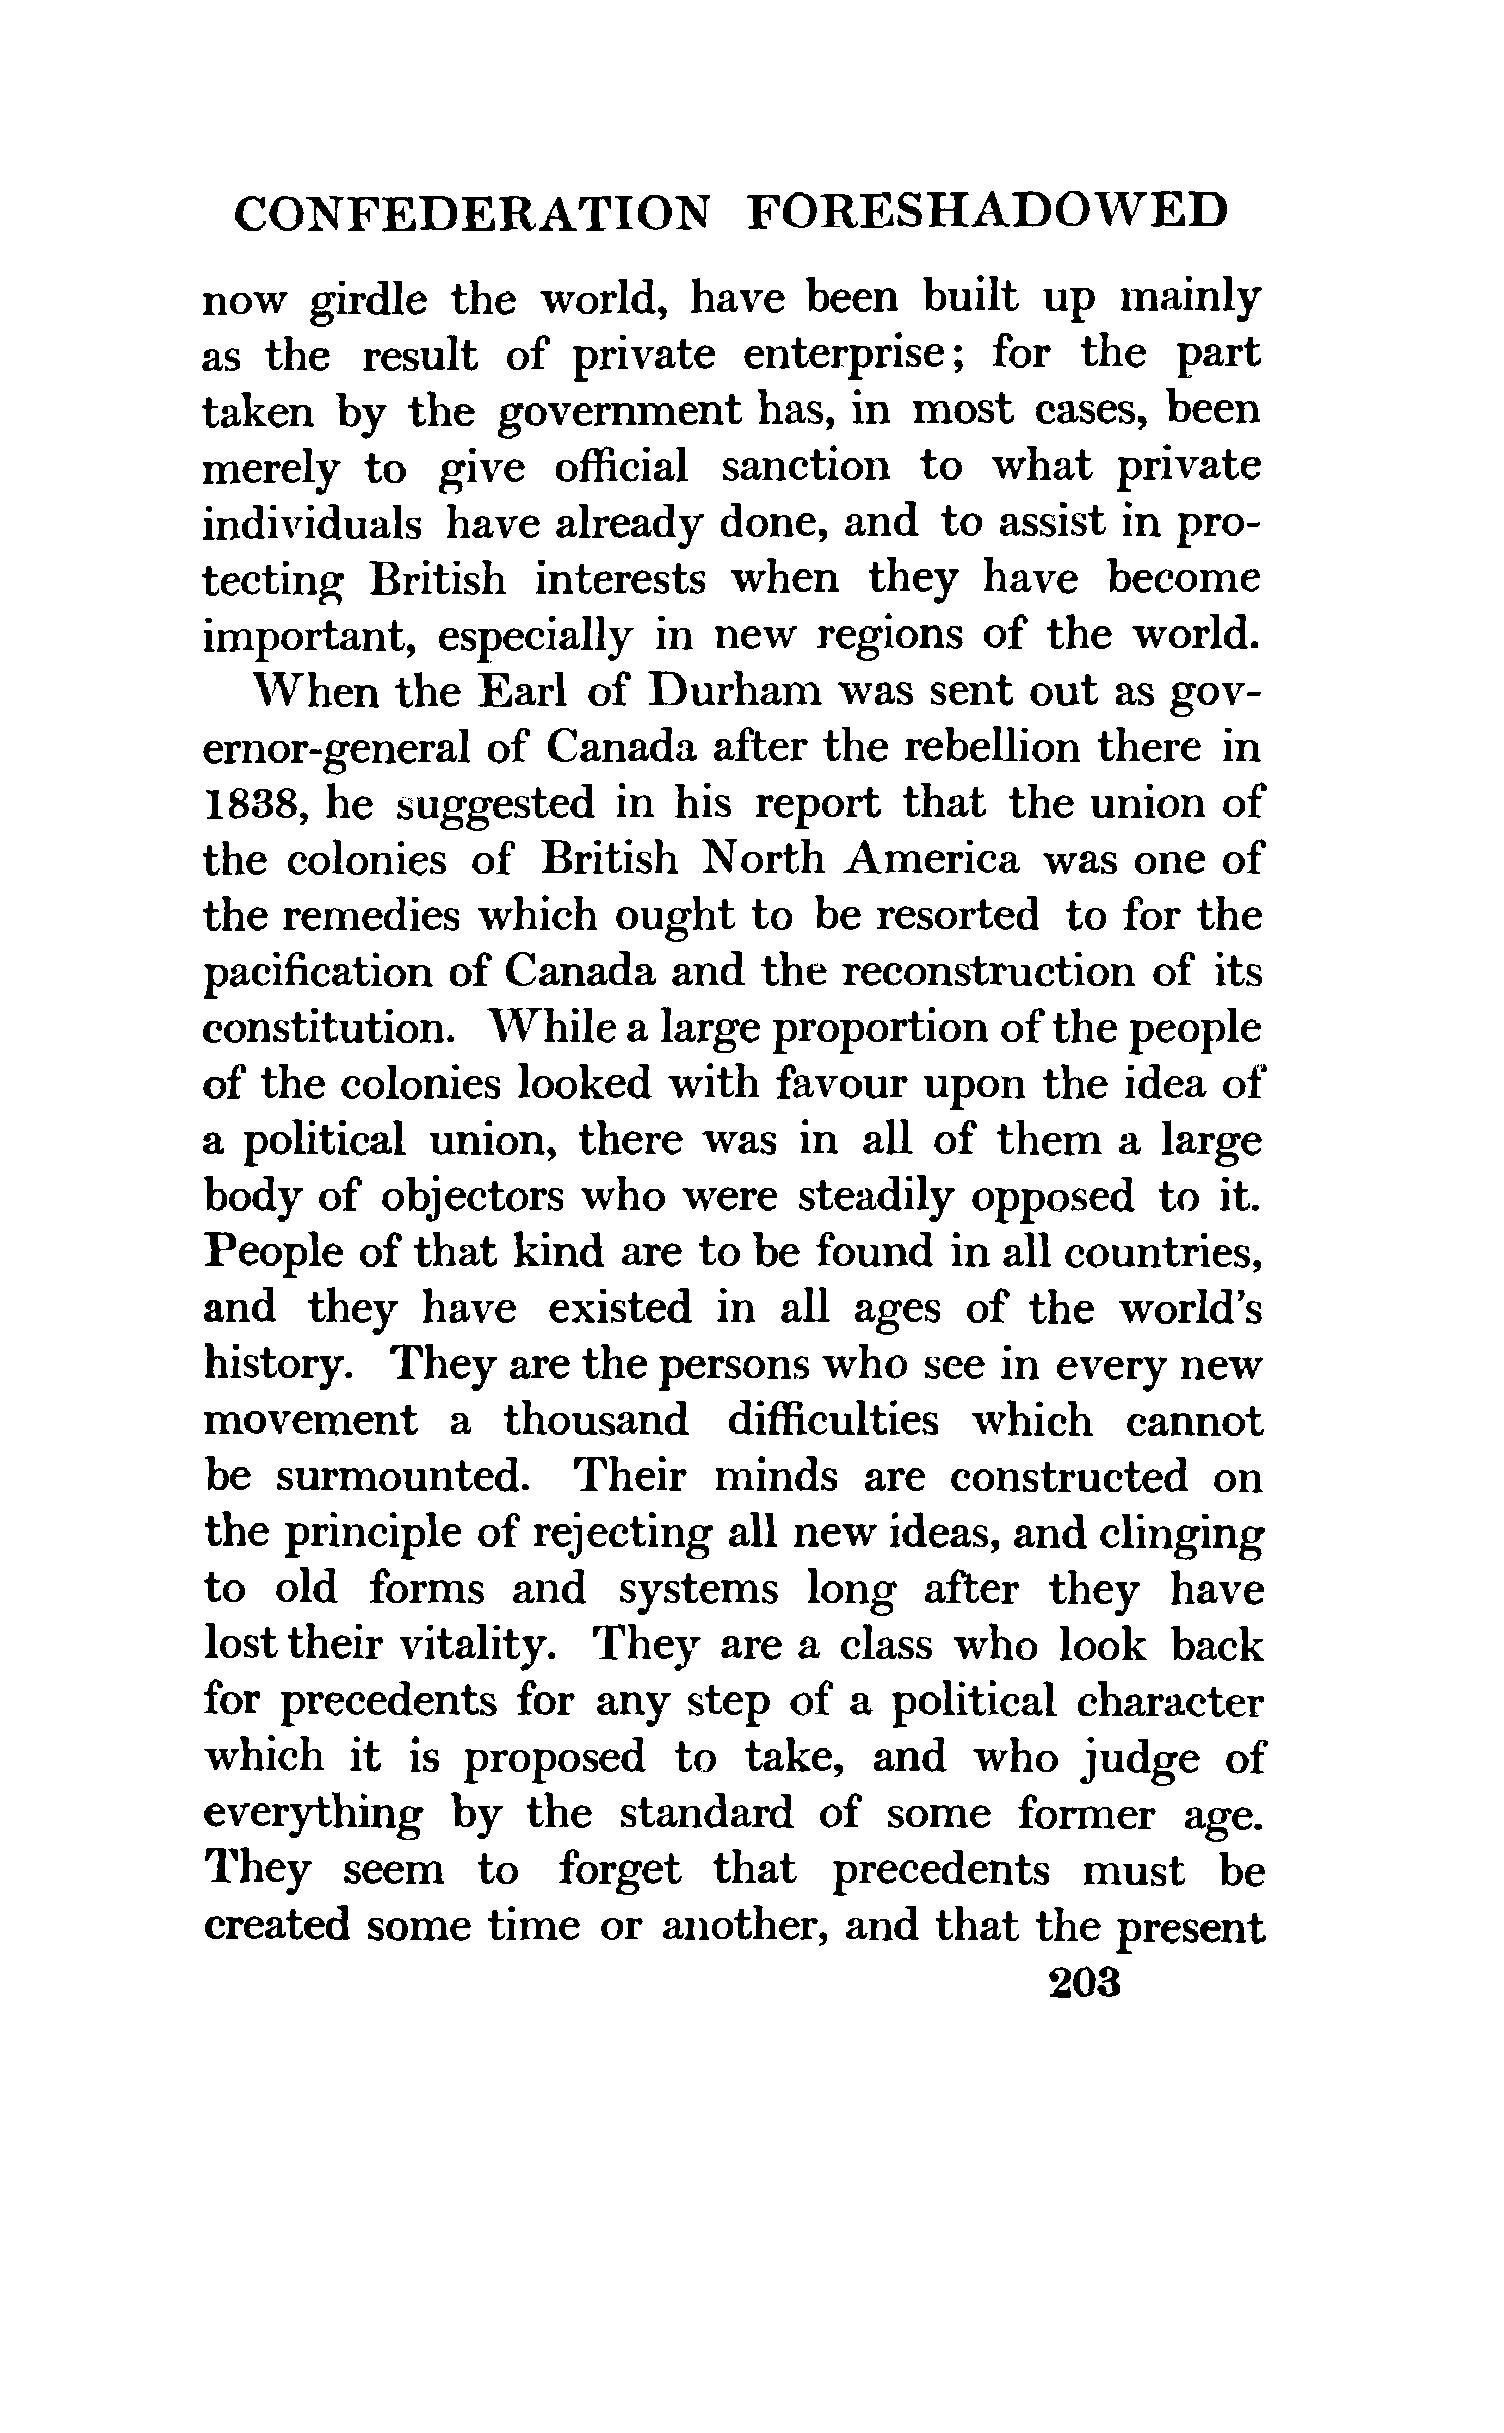 CONFEDERATION FORESHADOWED
now girdle the world, have been built up mainly
as the result of private enterprise; for the part
taken by the government has, in most cases, been
merely to give official sanction to what private
individuals have already done, and to assist in pro-
tecting British interests when they have become
important, especially in new regions of the world.
When the Earl of Durham was sent out as gov-
ernor-general of Canada after the rebellion there in
1838, he suggested in his report that the union of
the colonies of British North America was one of
the remedies which ought to be resorted to for the
pacification of Canada and the reconstruction of its
constitution. While a large proportion of the people
of the colonies looked with favour upon the idea of
a political union, there was in all of them a large
body of objectors who were steadily opposed to it.
People of that kind are to be found in all countries,
and they have existed in all ages of the world's
history. They are the persons who see in every new
movement a thousand difficulties which cannot
be surmounted. Their minds are constructed on
the principle of rejecting all new ideas, and clinging
to old forms and systems long after they have
lost their vitality. They are a class who look back
for precedents for any step of a political character
which it is proposed to take, and who judge of
everything by the standard of some former age.
They seem to forget that precedents must be
created some time or another, and that the present
203